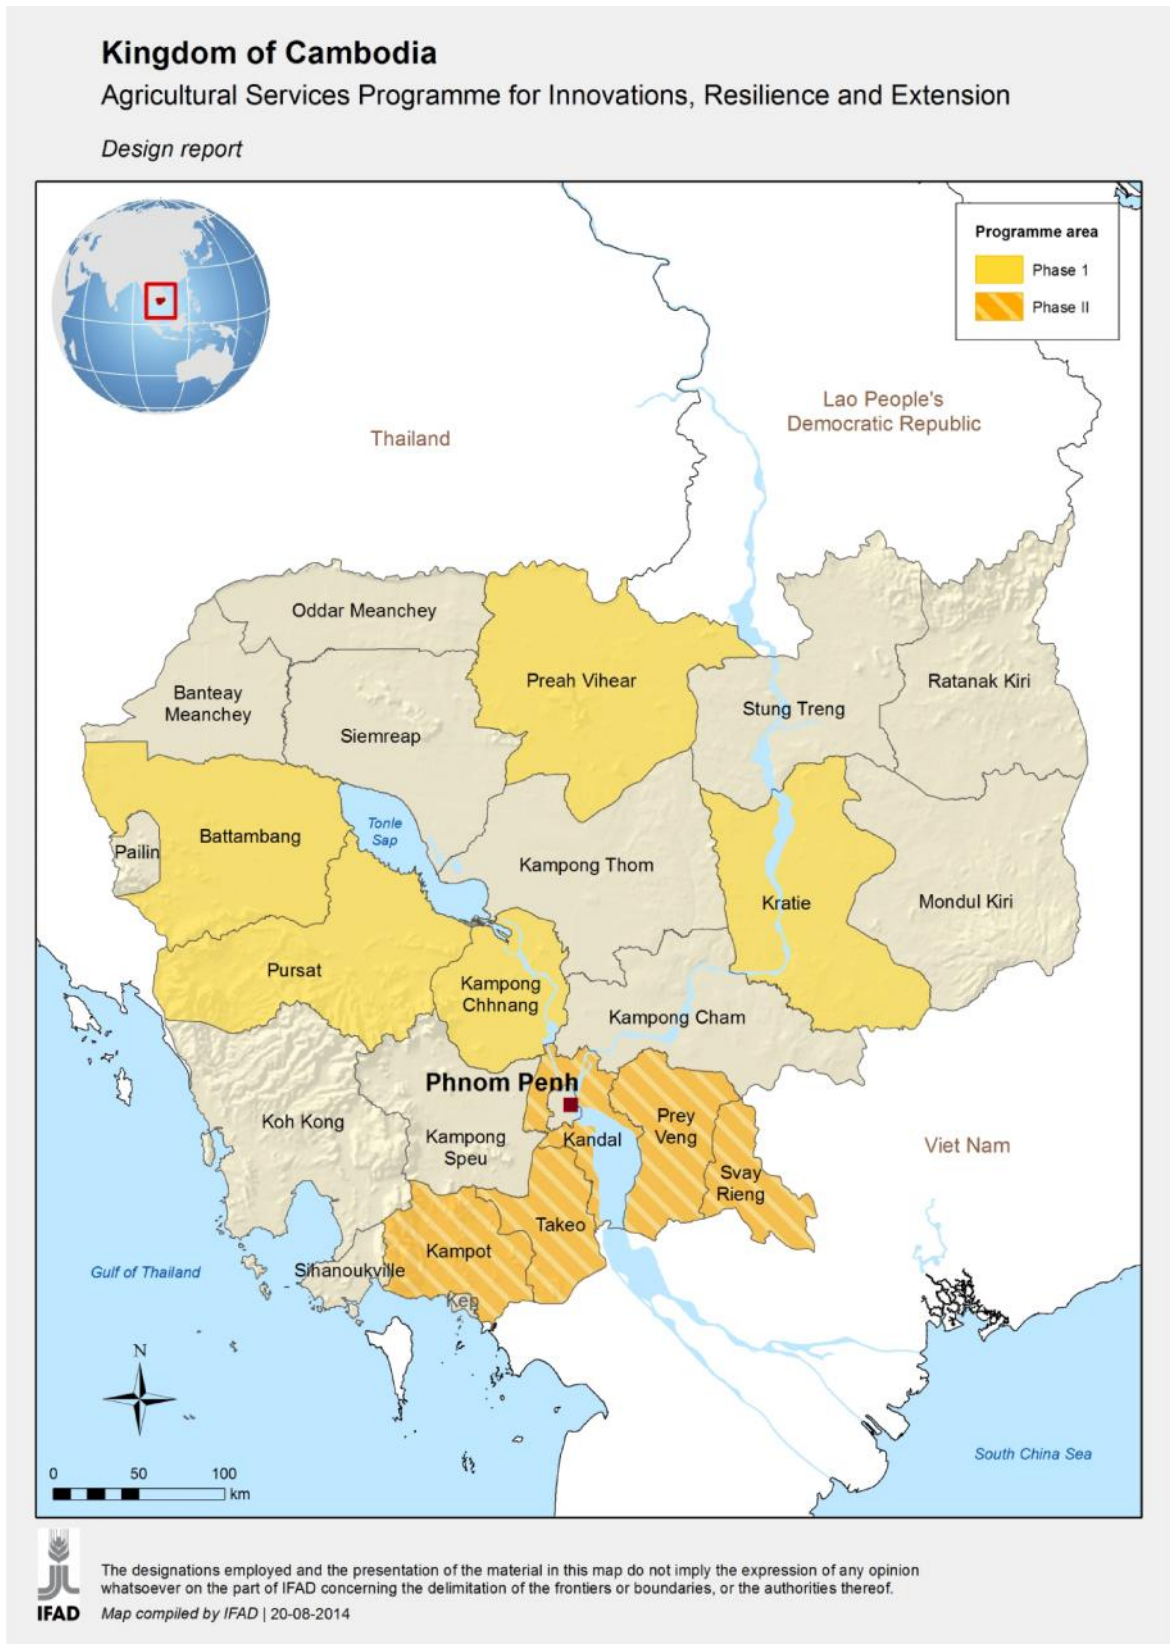 Kingdom of Cambodia
Agricultural Services Programme for Innovations, Resilience and Extension
Design report
Programme area
Phase 1
Phase II
Lao People's
Democratic Republic
Thailand
Oddar Meanchey
Preah Vihear
Ratanak Kiri
Banteay
Meanchey
Stung Treng
Siemreap
Tonle
Sap
Battambang
Pailin
Kampong Thom
Kratie
Mondul Kiri
Pursat
Kampong
Chhnang
Kampong Cham
Phnom Penh
Prey
Veng
Koh Kong
Kampong
Speu
Kandal
Viet Nam
Svay
Rieng
Takeo
Kampot
Gulf of Thailand
Sihanoukville
Kep
N
South China Sea
0 50 100
km
The designations employed and the presentation of the material in this map do not imply the expression of any opinion
whatsoever on the part of IFAD concerning the delimitation of the frontiers or boundaries, or the authorities thereof.
IFAD
Map compiled by IFAD | 20-08-2014